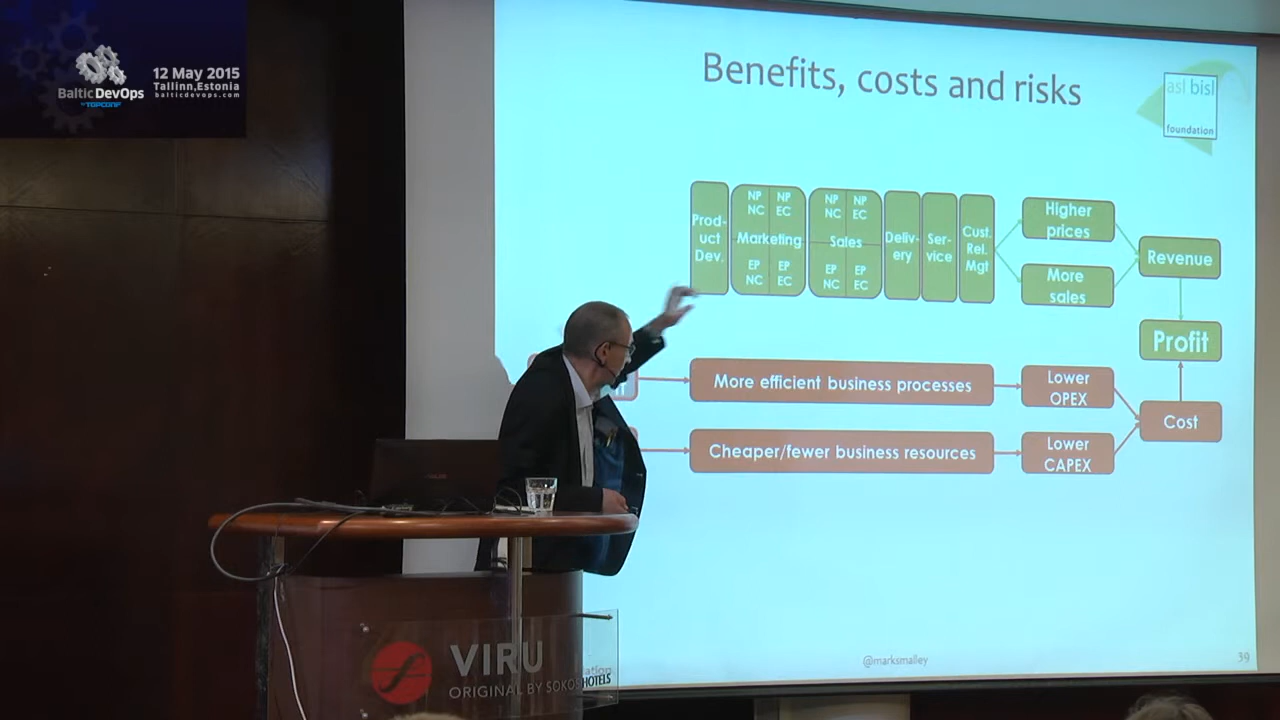 12 May 2015
Tallinn,Estonia
balticdevops.com
BalticDevOps
by TOPCONF
Benefits, costs and risks
asl bisl
foundation
Prod-
uct
Dev.
NP NP
NC EC
Marketing
EP EP
NC EC
NP NP
NC EC
Sales
EP EP
NC EC
Deliv-
ery
Ser-
vice
Cust.
Rel.
Mgt
Higher
prices
More
sales
Revenue
Profit
More efficient business processes
Lower
OPEX
Cost
Cheaper/fewer business resources
Lower
CAPEX
@marksmalley
39
VIRU
ORIGINAL BY SOKOS HOTELS